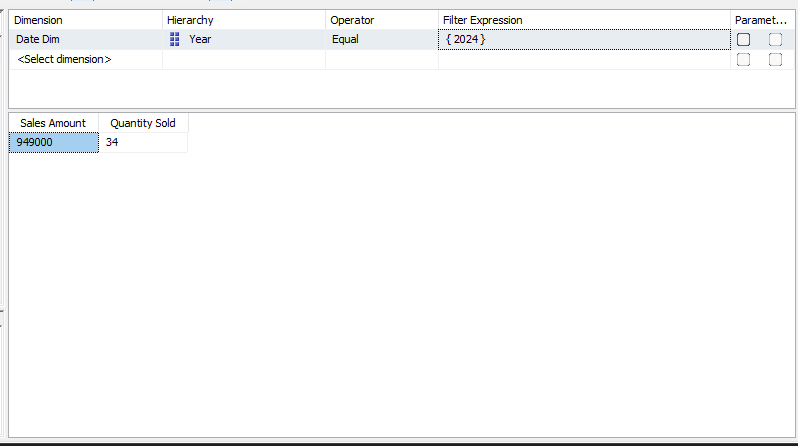 Dimension Hierarchy Operator Filter Expression Paramet...
Date Dim Year Equal { 2024 }
<Select dimension>
Sales Amount Quantity Sold
949000 34